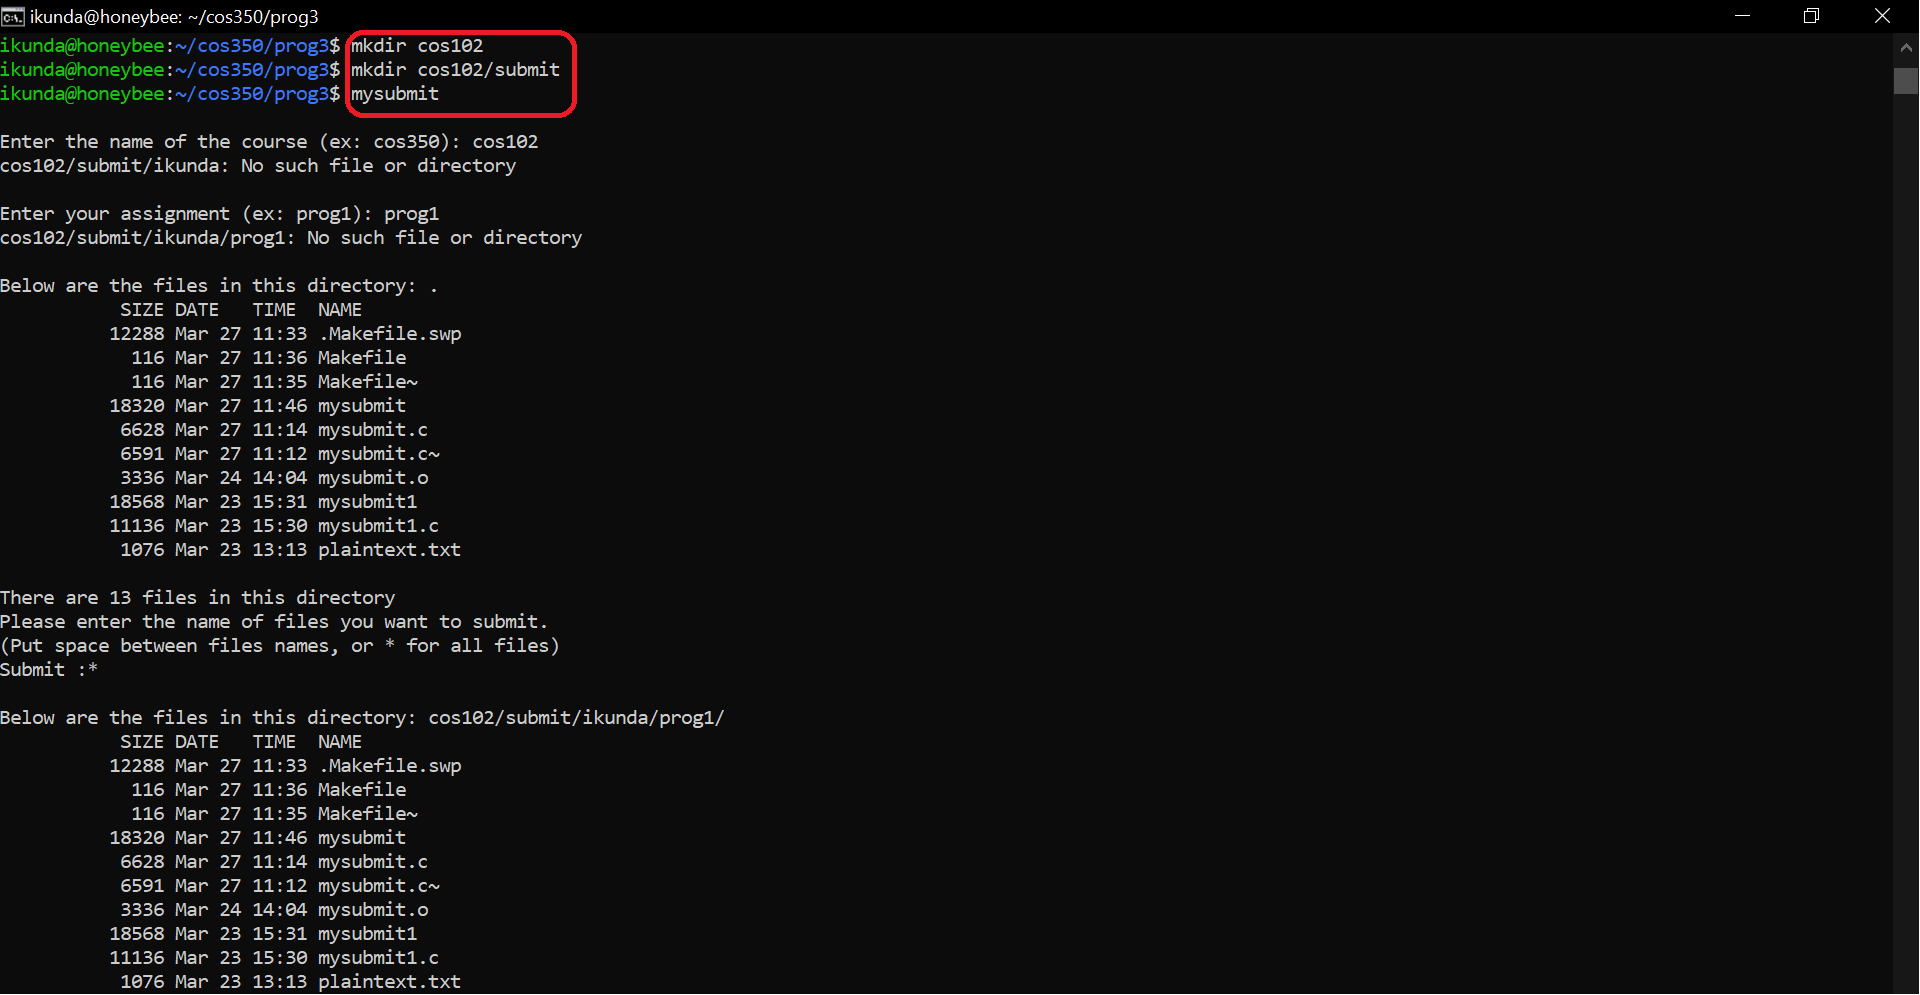 ikunda@honeybee: ~/cos350/prog3
ikunda@honeybee:~/cos350/prog3$ mkdir cos102
ikunda@honeybee:~/cos350/prog3$ mkdir cos102/submit
ikunda@honeybee:~/cos350/prog3$ mysubmit
Enter the name of the course (ex: cos350): cos102
cos102/submit/ikunda: No such file or directory
Enter your assignment (ex: prog1): prog1
cos102/submit/ikunda/prog1: No such file or directory
Below are the files in this directory: .
SIZE DATE   TIME  NAME
12288 Mar 27 11:33 .Makefile.swp
116 Mar 27 11:36 Makefile
116 Mar 27 11:35 Makefile~
18320 Mar 27 11:46 mysubmit
6628 Mar 27 11:14 mysubmit.c
6591 Mar 27 11:12 mysubmit.c~
3336 Mar 24 14:04 mysubmit.o
18568 Mar 23 15:31 mysubmit1
11136 Mar 23 15:30 mysubmit1.c
1076 Mar 23 13:13 plaintext.txt
There are 13 files in this directory
Please enter the name of files you want to submit.
(Put space between files names, or * for all files)
Submit :*
Below are the files in this directory: cos102/submit/ikunda/prog1/
SIZE DATE   TIME  NAME
12288 Mar 27 11:33 .Makefile.swp
116 Mar 27 11:36 Makefile
116 Mar 27 11:35 Makefile~
18320 Mar 27 11:46 mysubmit
6628 Mar 27 11:14 mysubmit.c
6591 Mar 27 11:12 mysubmit.c~
3336 Mar 24 14:04 mysubmit.o
18568 Mar 23 15:31 mysubmit1
11136 Mar 23 15:30 mysubmit1.c
1076 Mar 23 13:13 plaintext.txt